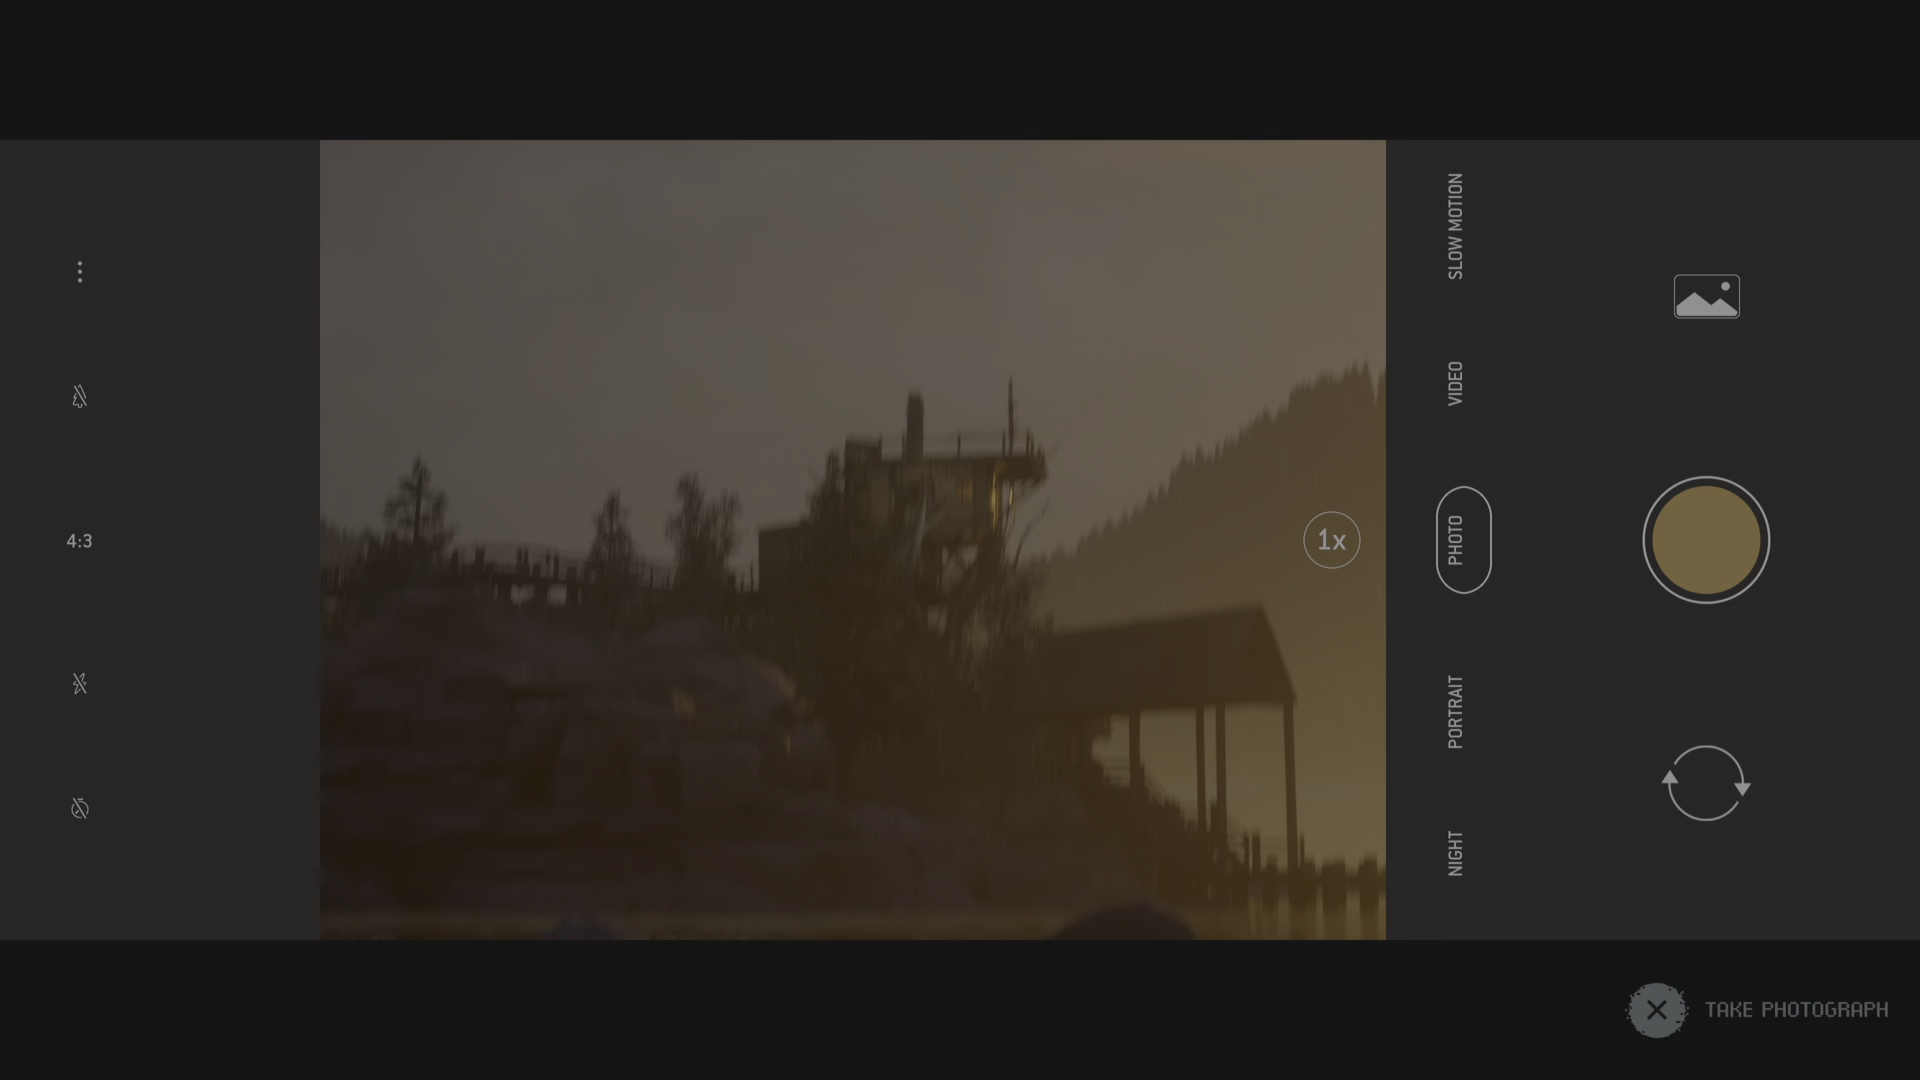 SLOW MOTION
VIDEO
4:3
1x
PHOTO
PORTRAIT
NIGHT
TAKE PHOTOGRAPH